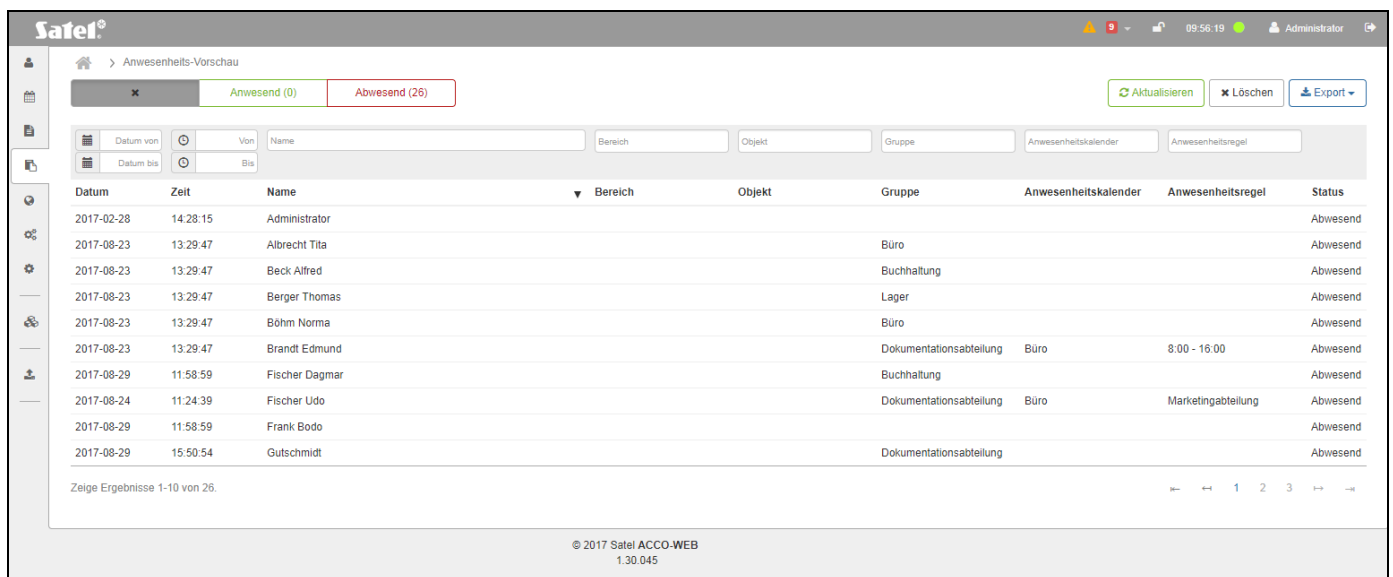 Satel® 9 09:56:19 Administrator
> Anwesenheits-Vorschau
Anwesend (0) Abwesend (26) Aktualisieren Löschen Export
Datum von Von Name Bereich Objekt Gruppe Anwesenheitskalender Anwesenheitsregel
Datum bis Bis
Datum Zeit Name Bereich Objekt Gruppe Anwesenheitskalender Anwesenheitsregel Status
2017-02-28 14:28:15 Administrator Abwesend
2017-08-23 13:29:47 Albrecht Tita Büro Abwesend
2017-08-23 13:29:47 Beck Alfred Buchhaltung Abwesend
2017-08-23 13:29:47 Berger Thomas Lager Abwesend
2017-08-23 13:29:47 Böhm Norma Büro Abwesend
2017-08-23 13:29:47 Brandt Edmund Dokumentationsabteilung Büro 8:00 - 16:00 Abwesend
2017-08-29 11:58:59 Fischer Dagmar Buchhaltung Abwesend
2017-08-24 11:24:39 Fischer Udo Dokumentationsabteilung Büro Marketingabteilung Abwesend
2017-08-29 11:58:59 Frank Bodo Abwesend
2017-08-29 15:50:54 Gutschmidt Dokumentationsabteilung Abwesend
Zeige Ergebnisse 1-10 von 26. 1 2 3
© 2017 Satel ACCO-WEB
1.30.045